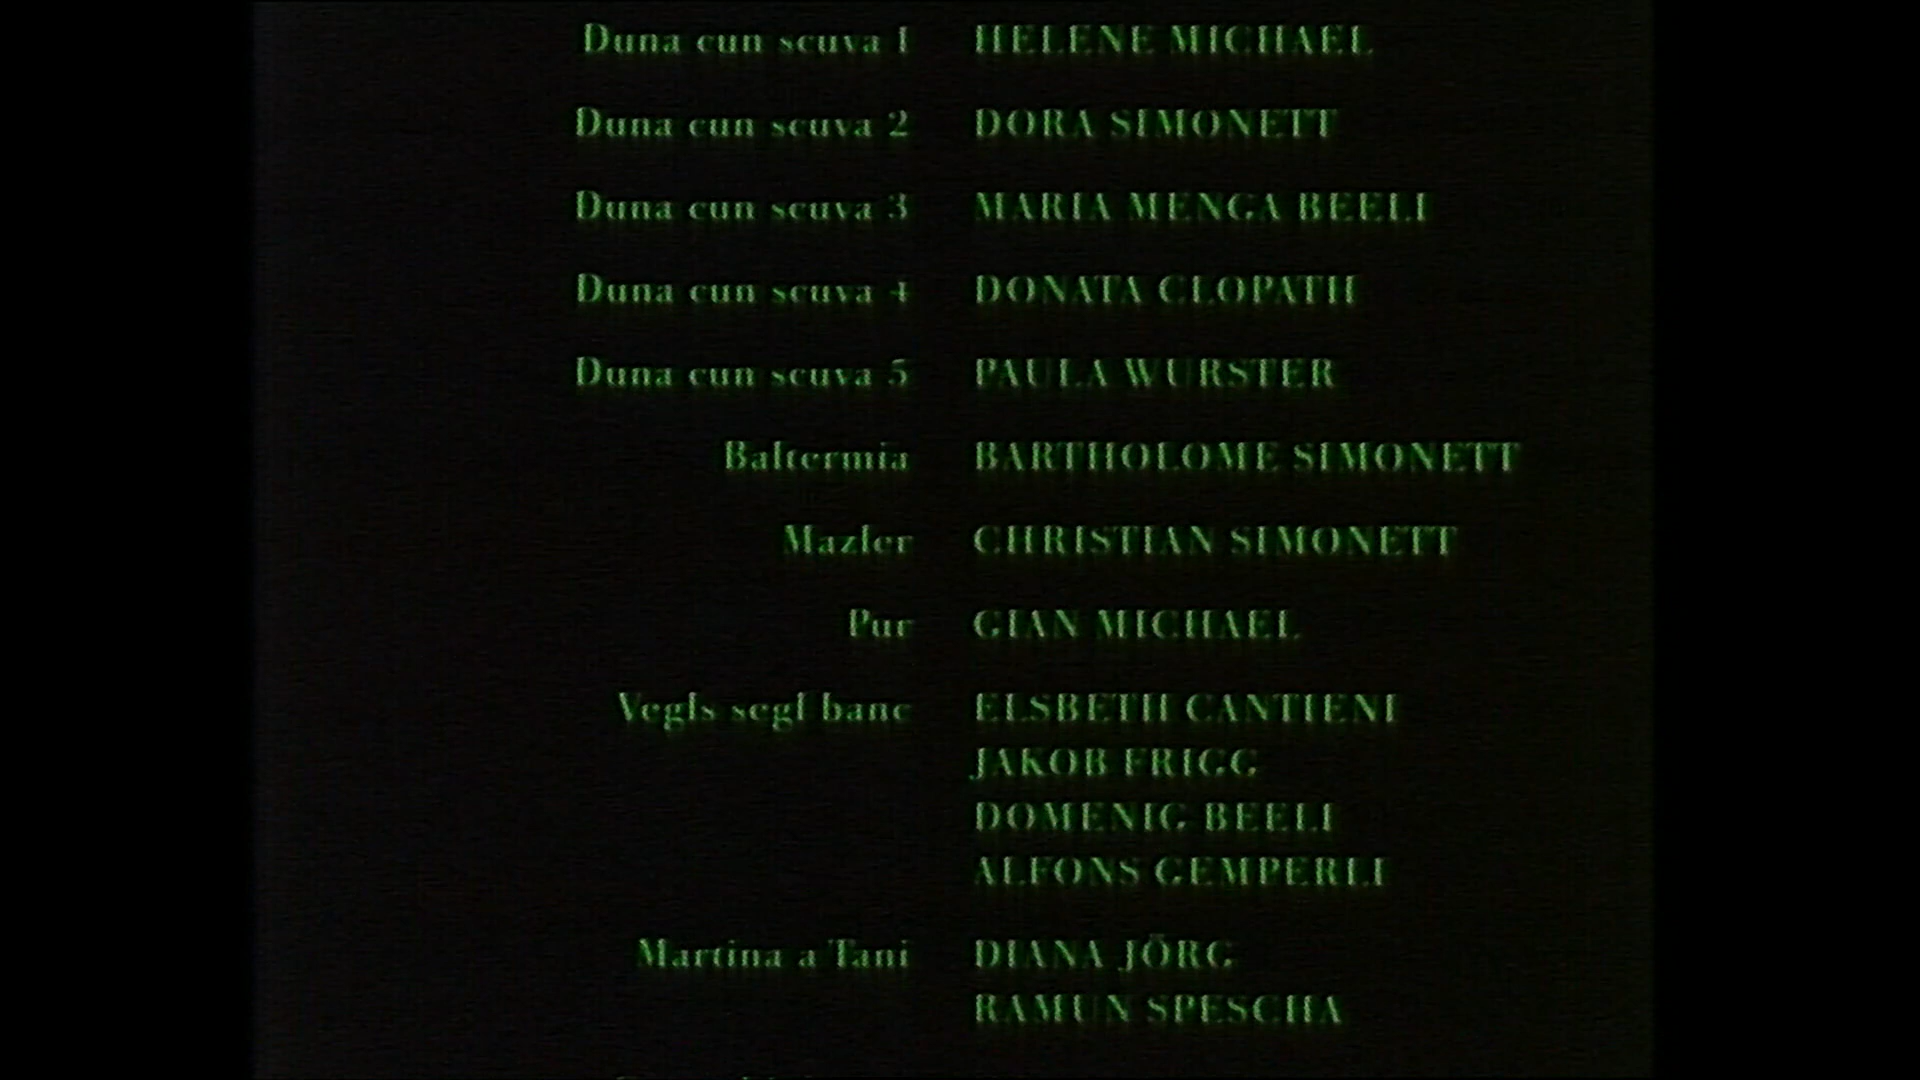 Duna cun scuva 1 HELENE MICHAEL
Duna cun scuva 2 DORA SIMONETT
Duna cun scuva 3 MARIA MENGA BEELI
Duna cun scuva 4 DONATA CLOPATH
Duna cun scuva 5 PAULA WURSTER
Baltermia BARTHOLOME SIMONETT
Mazler CHRISTIAN SIMONETT
Pur GIAN MICHAEL
Vegls segl banc ELSBETH CANTIENI
JAKOB FRIGG
DOMENIG BEELI
ALFONS GEMPERLI
Martina a Tani DIANA JÖRG
RAMUN SPESCHA